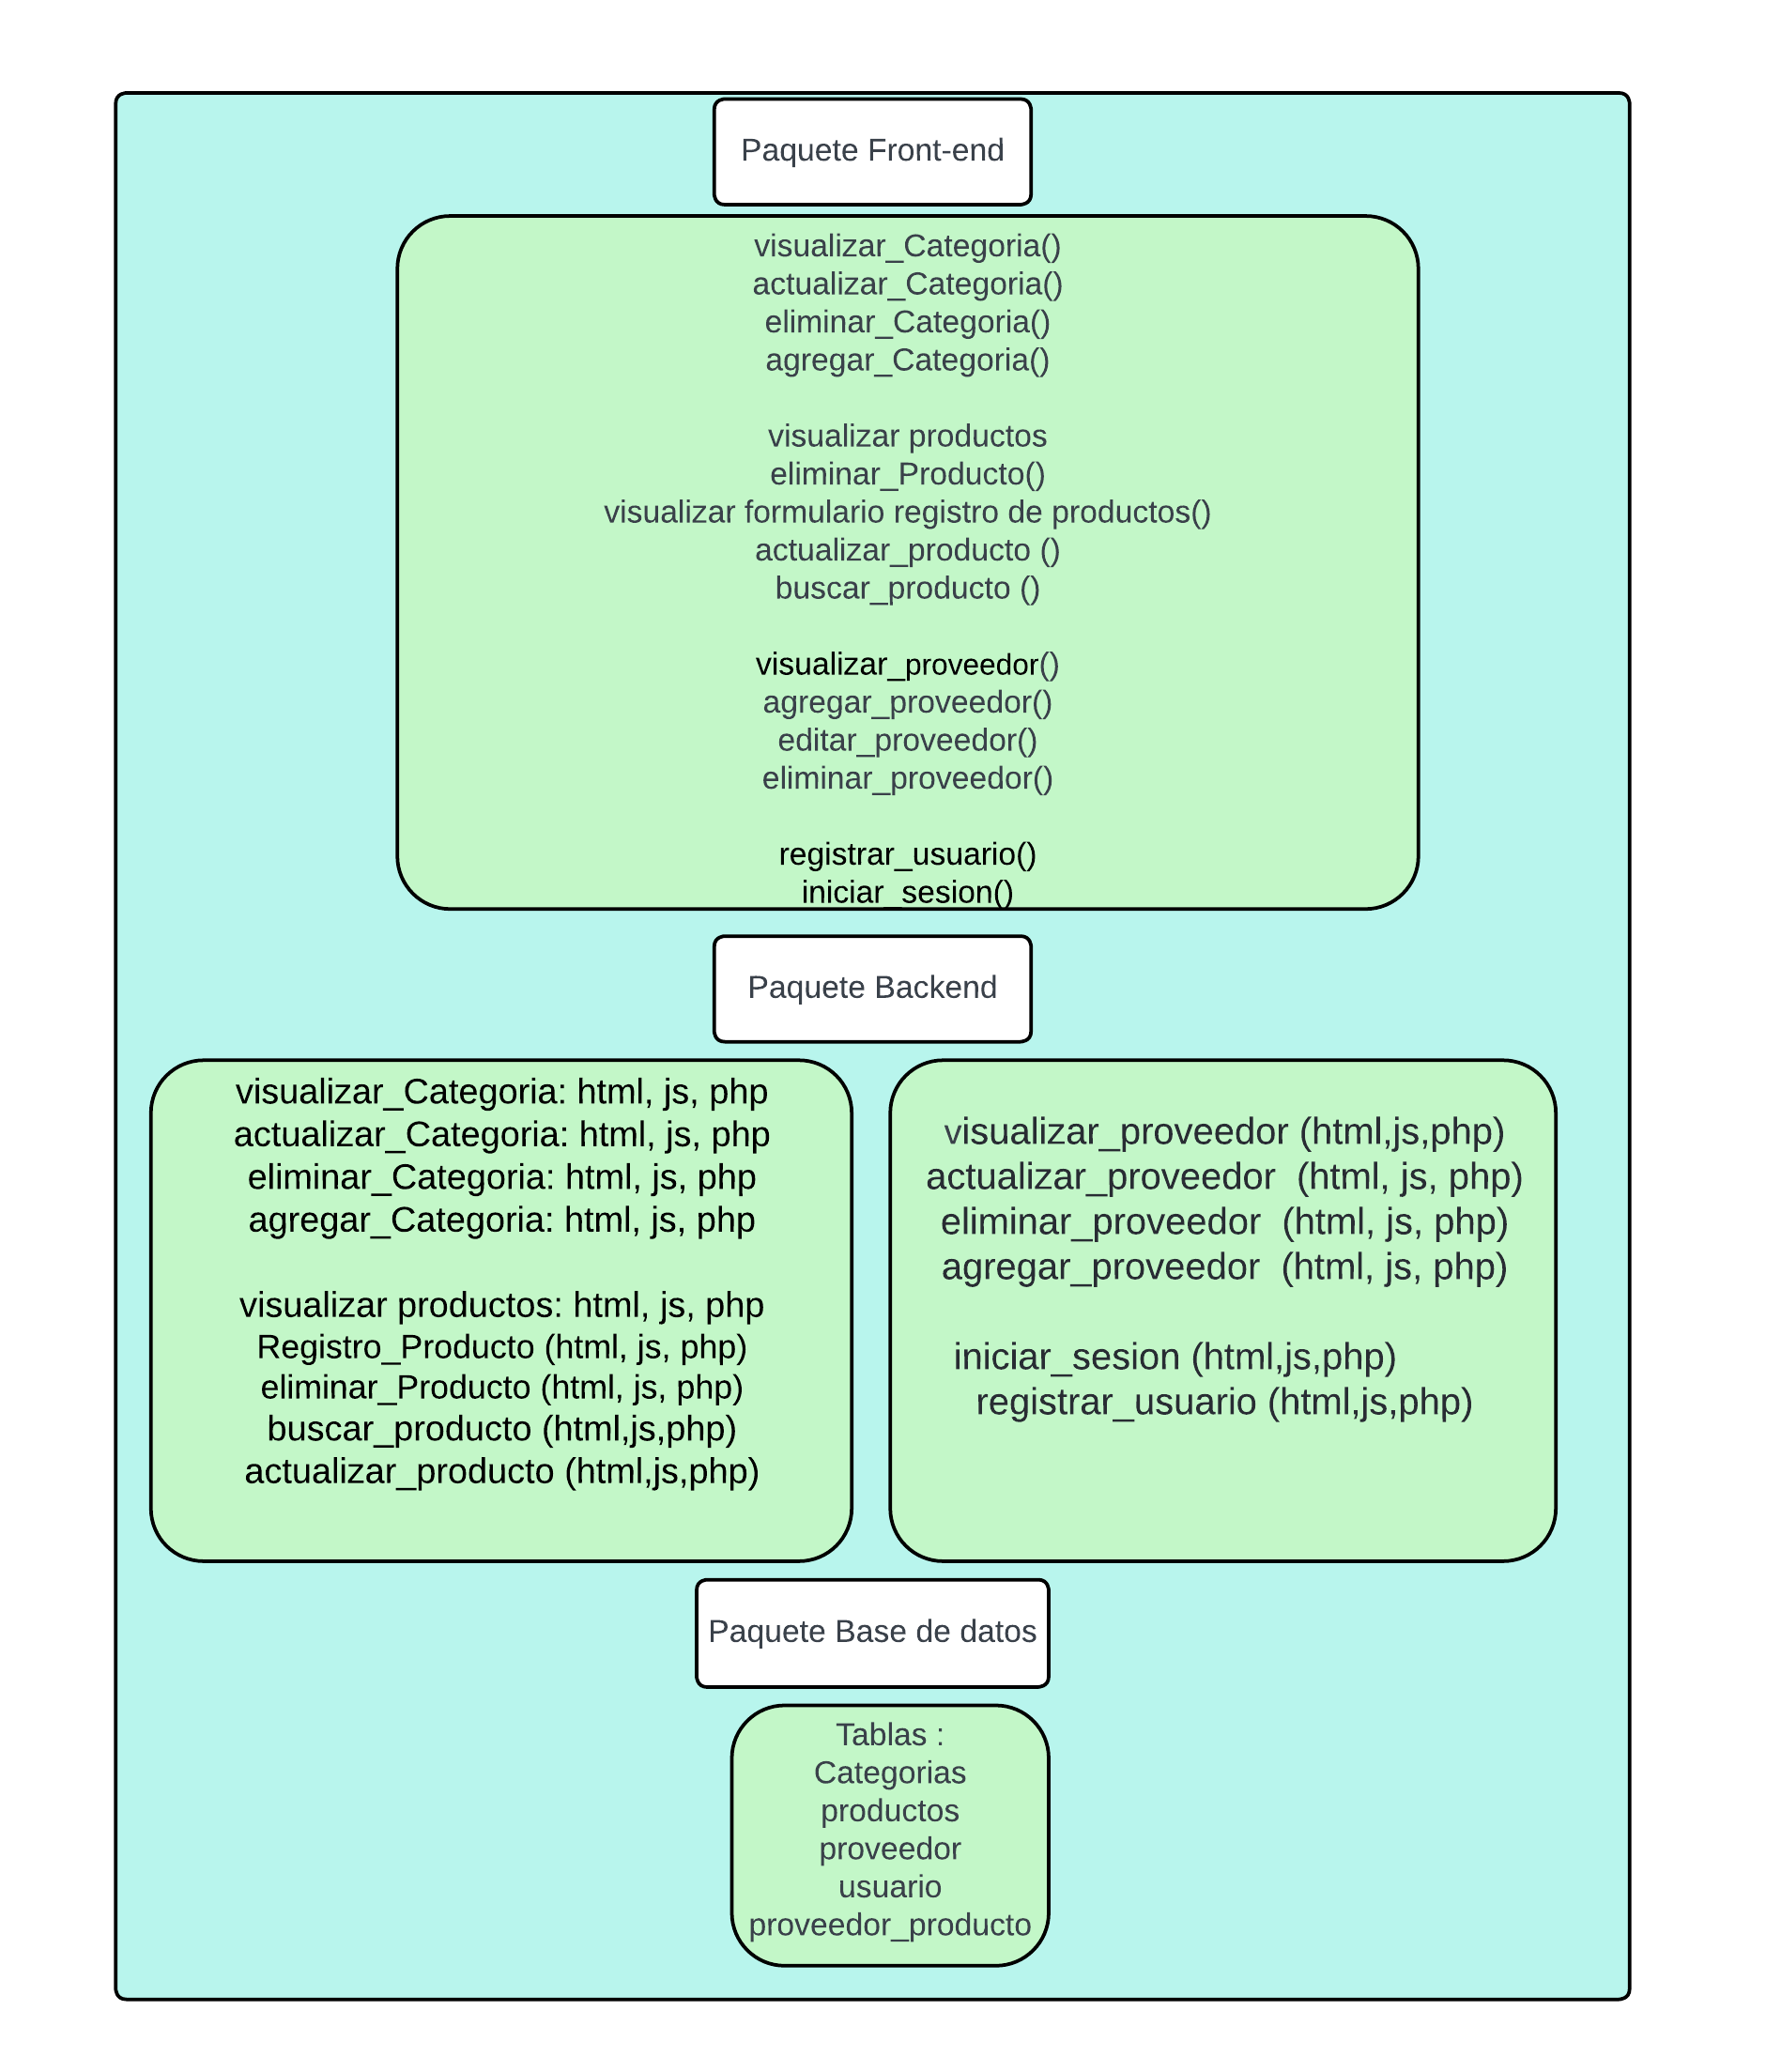 Paquete Front-end
visualizar_Categoria()
actualizar_Categoria()
eliminar_Categoria()
agregar_Categoria()
visualizar productos
eliminar_Producto()
visualizar formulario registro de productos()
actualizar_producto ()
buscar_producto ()
visualizar_proveedor()
agregar_proveedor()
editar_proveedor()
eliminar_proveedor()
registrar_usuario()
iniciar_sesion()
Paquete Backend
visualizar_Categoria: html, js, php
actualizar_Categoria: html, js, php
eliminar_Categoria: html, js, php
agregar_Categoria: html, js, php
visualizar productos: html, js, php
Registro_Producto (html, js, php)
eliminar_Producto (html, js, php)
buscar_producto (html,js,php)
actualizar_producto (html,js,php)
visualizar_proveedor (html,js,php)
actualizar_proveedor  (html, js, php)
eliminar_proveedor  (html, js, php)
agregar_proveedor  (html, js, php)
iniciar_sesion (html,js,php)
registrar_usuario (html,js,php)
Paquete Base de datos
Tablas :
Categorias
productos
proveedor
usuario
proveedor_producto